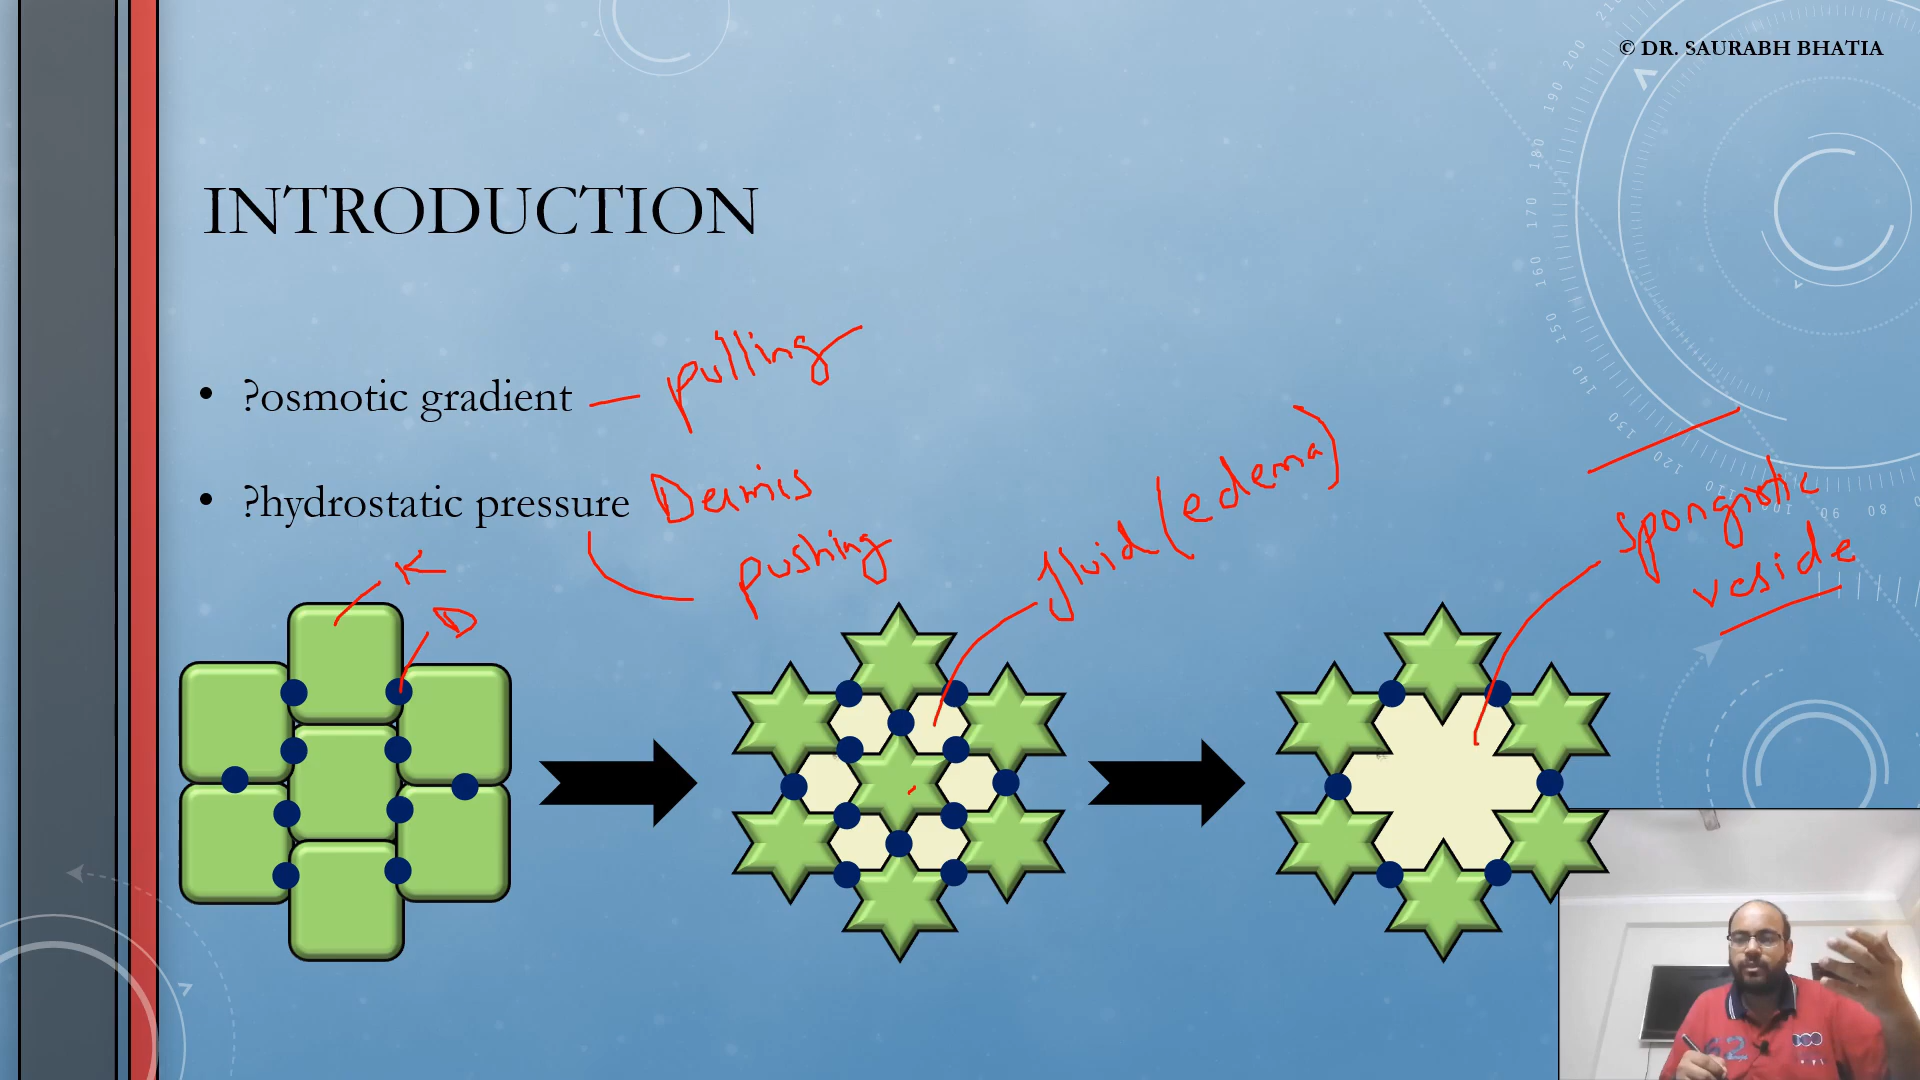 © DR. SAURABH BHATIA
INTRODUCTION
• ?osmotic gradient — pulling
• ?hydrostatic pressure Dermis
pushing
fluid (edema)
Spongiotic
vesicle
K
D